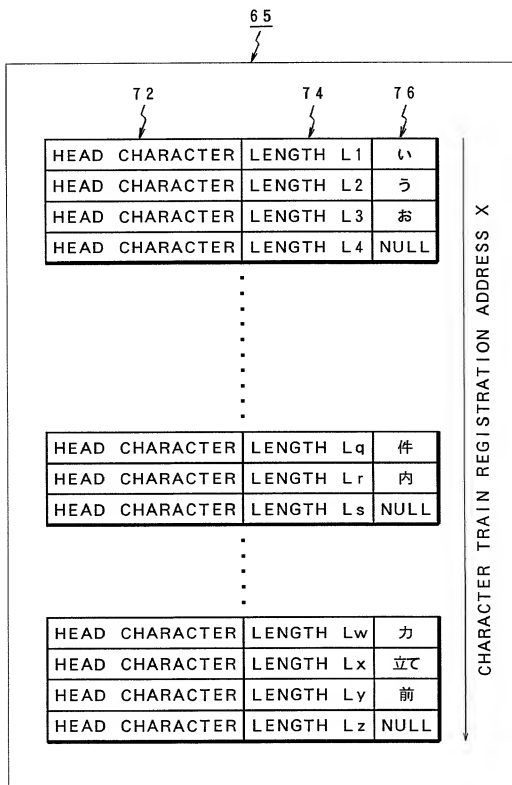 65
72 74 76
HEAD CHARACTER LENGTH L1 い
HEAD CHARACTER LENGTH L2 う
HEAD CHARACTER LENGTH L3 お
HEAD CHARACTER LENGTH L4 NULL
HEAD CHARACTER LENGTH Lq 件
HEAD CHARACTER LENGTH Lr 内
HEAD CHARACTER LENGTH Ls NULL
HEAD CHARACTER LENGTH Lw 力
HEAD CHARACTER LENGTH Lx 立て
HEAD CHARACTER LENGTH Ly 前
HEAD CHARACTER LENGTH Lz NULL
CHARACTER TRAIN REGISTRATION ADDRESS X